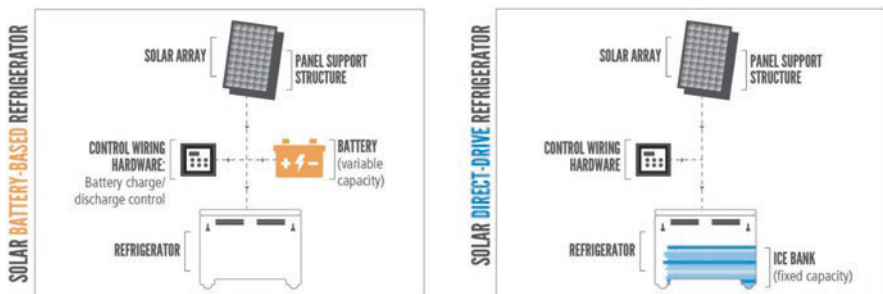 SOLAR BATTERY-BASED REFRIGERATOR
SOLAR ARRAY
PANEL SUPPORT
STRUCTURE
CONTROL WIRING
HARDWARE:
Battery charge/
discharge control
BATTERY
(variable
capacity)
REFRIGERATOR
SOLAR DIRECT-DRIVE REFRIGERATOR
SOLAR ARRAY
PANEL SUPPORT
STRUCTURE
CONTROL WIRING
HARDWARE
REFRIGERATOR
ICE BANK
(fixed capacity)